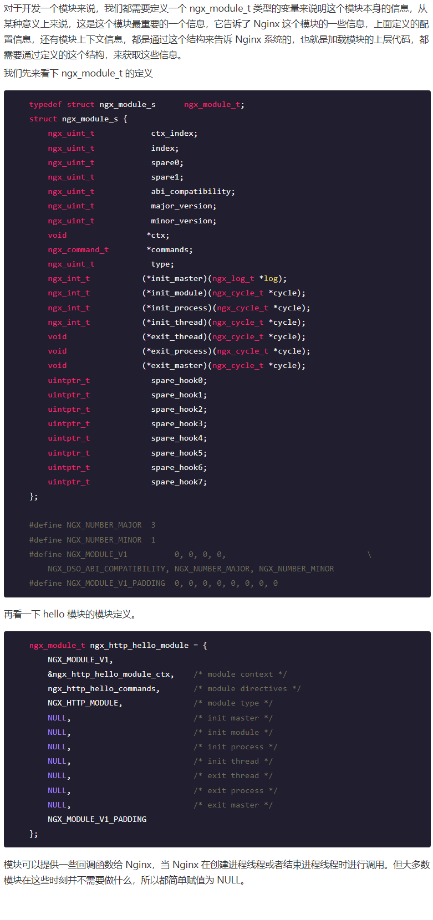 对于开发一个模块来说，我们都需要定义一个 ngx_module_t 类型的变量来说明这个模块本身的信息，从
某种意义上来说，这是这个模块最重要的一个信息，它告诉了 Nginx 这个模块的一些信息，上面定义的配
置信息，还有模块上下文信息，都是通过这个结构来告诉 Nginx 系统的，也就是加载模块的上层代码，都
需要通过定义的这个结构，来获取这些信息。
我们先来看下 ngx_module_t 的定义
typedef struct ngx_module_s      ngx_module_t;
struct ngx_module_s {
    ngx_uint_t            ctx_index;
    ngx_uint_t            index;
    ngx_uint_t            spare0;
    ngx_uint_t            spare1;
    ngx_uint_t            abi_compatibility;
    ngx_uint_t            major_version;
    ngx_uint_t            minor_version;
    void                 *ctx;
    ngx_command_t        *commands;
    ngx_uint_t            type;
    ngx_int_t           (*init_master)(ngx_log_t *log);
    ngx_int_t           (*init_module)(ngx_cycle_t *cycle);
    ngx_int_t           (*init_process)(ngx_cycle_t *cycle);
    ngx_int_t           (*init_thread)(ngx_cycle_t *cycle);
    void                (*exit_thread)(ngx_cycle_t *cycle);
    void                (*exit_process)(ngx_cycle_t *cycle);
    void                (*exit_master)(ngx_cycle_t *cycle);
    uintptr_t             spare_hook0;
    uintptr_t             spare_hook1;
    uintptr_t             spare_hook2;
    uintptr_t             spare_hook3;
    uintptr_t             spare_hook4;
    uintptr_t             spare_hook5;
    uintptr_t             spare_hook6;
    uintptr_t             spare_hook7;
};
#define NGX_NUMBER_MAJOR  3
#define NGX_NUMBER_MINOR  1
#define NGX_MODULE_V1          0, 0, 0, 0,                              \
    NGX_DSO_ABI_COMPATIBILITY, NGX_NUMBER_MAJOR, NGX_NUMBER_MINOR
#define NGX_MODULE_V1_PADDING  0, 0, 0, 0, 0, 0, 0, 0
再看一下 hello 模块的模块定义。
ngx_module_t ngx_http_hello_module = {
    NGX_MODULE_V1,
    &ngx_http_hello_module_ctx,    /* module context */
    ngx_http_hello_commands,       /* module directives */
    NGX_HTTP_MODULE,               /* module type */
    NULL,                          /* init master */
    NULL,                          /* init module */
    NULL,                          /* init process */
    NULL,                          /* init thread */
    NULL,                          /* exit thread */
    NULL,                          /* exit process */
    NULL,                          /* exit master */
    NGX_MODULE_V1_PADDING
};
模块可以提供一些回调函数给 Nginx，当 Nginx 在创建进程线程或者结束进程线程时进行调用。但大多数
模块在这些时刻并不需要做什么，所以都简单赋值为 NULL。